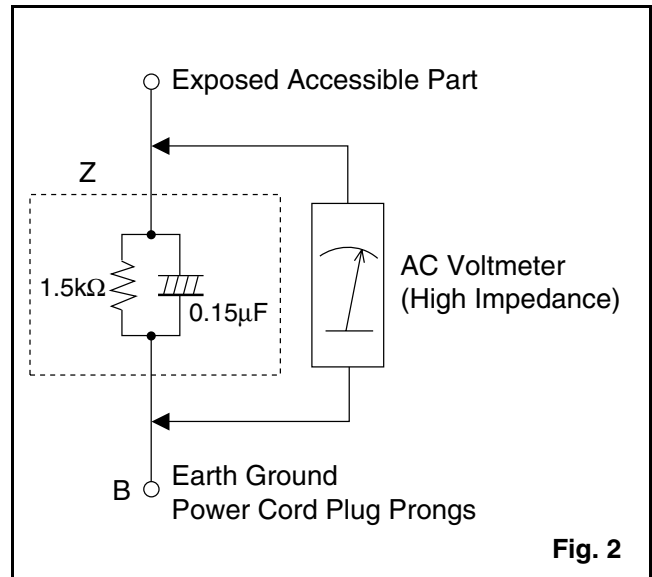 Exposed Accessible Part
Z
1.5kΩ
0.15μF
AC Voltmeter
(High Impedance)
B
Earth Ground
Power Cord Plug Prongs
Fig. 2